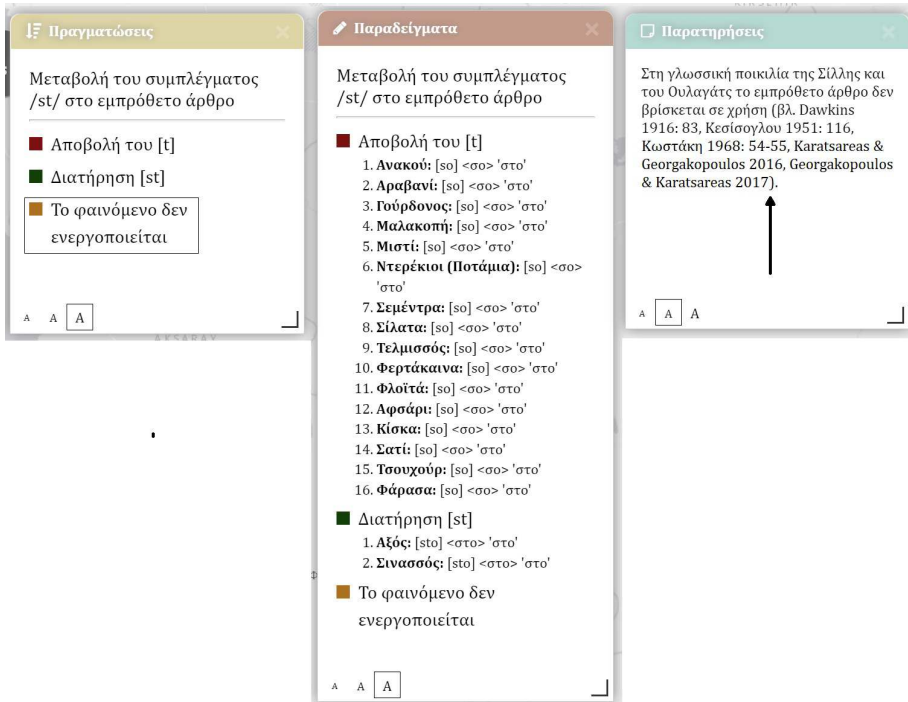 Πραγματώσεις
Μεταβολή του συμπλέγματος
/st/ στο εμπρόθετο άρθρο
Αποβολή του [t]
Διατήρηση [st]
Το φαινόμενο δεν
ενεργοποιείται
A A A
AKSARAY
Παραδείγματα
Μεταβολή του συμπλέγματος
/st/ στο εμπρόθετο άρθρο
Αποβολή του [t]
1. Ανακού: [so] <σο> 'στο'
2. Αραβανί: [so] <σο> 'στο'
3. Γούρδονος: [so] <σο> 'στο'
4. Μαλακοπή: [so] <σο> 'στο'
5. Μιστί: [so] <σο> 'στο'
6. Ντερέκιοι (Ποτάμια): [so] <σο>
'στο'
7. Σεμέντρα: [so] <σο> 'στο'
8. Σίλατα: [so] <σο> 'στο'
9. Τελμισσός: [so] <σο> 'στο'
10. Φερτάκαινα: [so] <σο> 'στο'
11. Φλοϊτά: [so] <σο> 'στο'
12. Αφσάρι: [so] <σο> 'στο'
13. Κίσκα: [so] <σο> 'στο'
14. Σατί: [so] <σο> 'στο'
15. Τσουχούρ: [so] <σο> 'στο'
16. Φάρασα: [so] <σο> 'στο'
Διατήρηση [st]
1. Αξός: [sto] <στο> 'στο'
2. Σινασσός: [sto] <στο> 'στο'
Το φαινόμενο δεν
ενεργοποιείται
A A A
Παρατηρήσεις
Στη γλωσσική ποικιλία της Σίλλης και
του Ουλαγάτς το εμπρόθετο άρθρο δεν
βρίσκεται σε χρήση (βλ. Dawkins
1916: 83, Κεσίσογλου 1951: 116,
Κωστάκη 1968: 54-55, Karatsareas &
Georgakopoulos 2016, Georgakopoulos
& Karatsareas 2017).
A A A